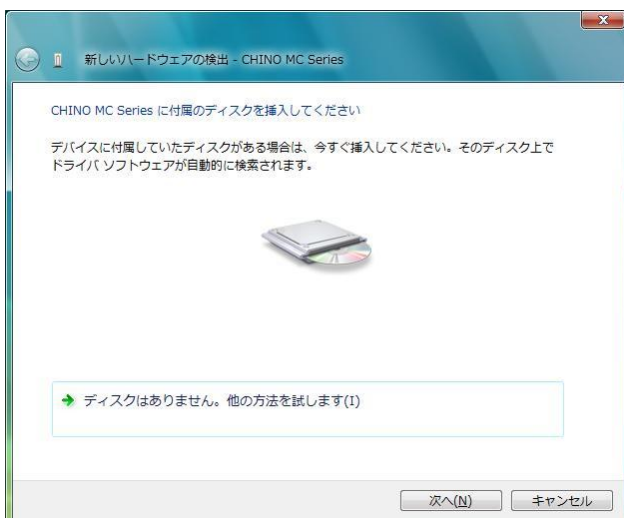 新しいハードウェアの検出 - CHINO MC Series
CHINO MC Series に付属のディスクを挿入してください
デバイスに付属していたディスクがある場合は、今すぐ挿入してください。そのディスク上で
ドライバ ソフトウェアが自動的に検索されます。
ディスクはありません。他の方法を試します(I)
次へ(N) キャンセル